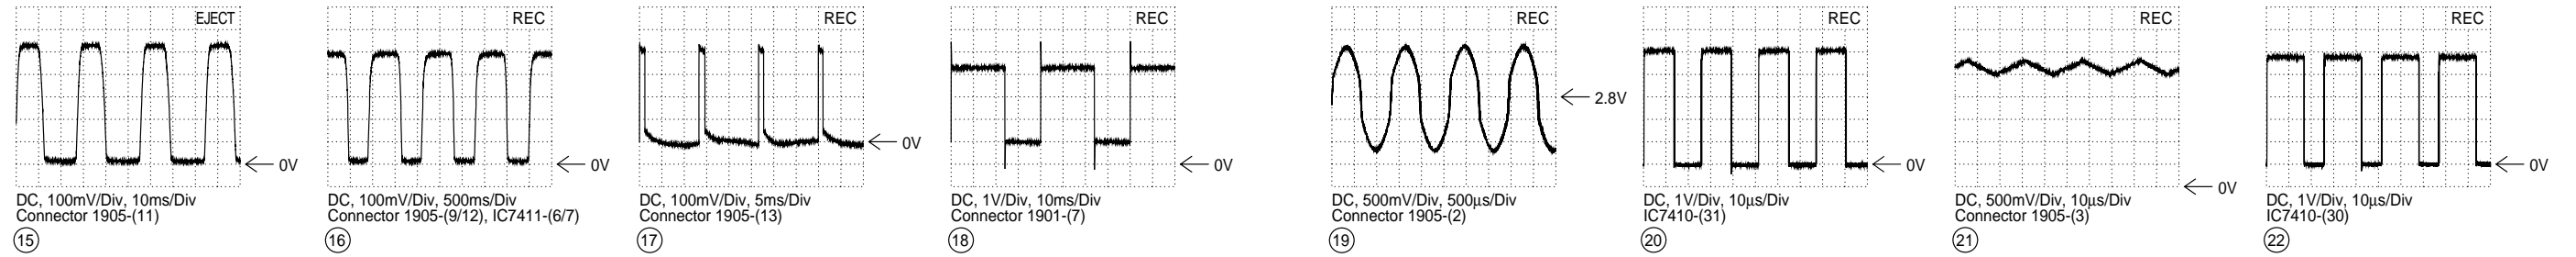 EJECT
0V
DC, 100mV/Div, 10ms/Div
Connector 1905-(11)
15
REC
0V
DC, 100mV/Div, 500ms/Div
Connector 1905-(9/12), IC7411-(6/7)
16
REC
0V
DC, 100mV/Div, 5ms/Div
Connector 1905-(13)
17
REC
0V
DC, 1V/Div, 10ms/Div
Connector 1901-(7)
18
REC
2.8V
DC, 500mV/Div, 500µs/Div
Connector 1905-(2)
19
REC
0V
DC, 1V/Div, 10µs/Div
IC7410-(31)
20
REC
0V
DC, 500mV/Div, 10µs/Div
Connector 1905-(3)
21
REC
0V
DC, 1V/Div, 10µs/Div
IC7410-(30)
22